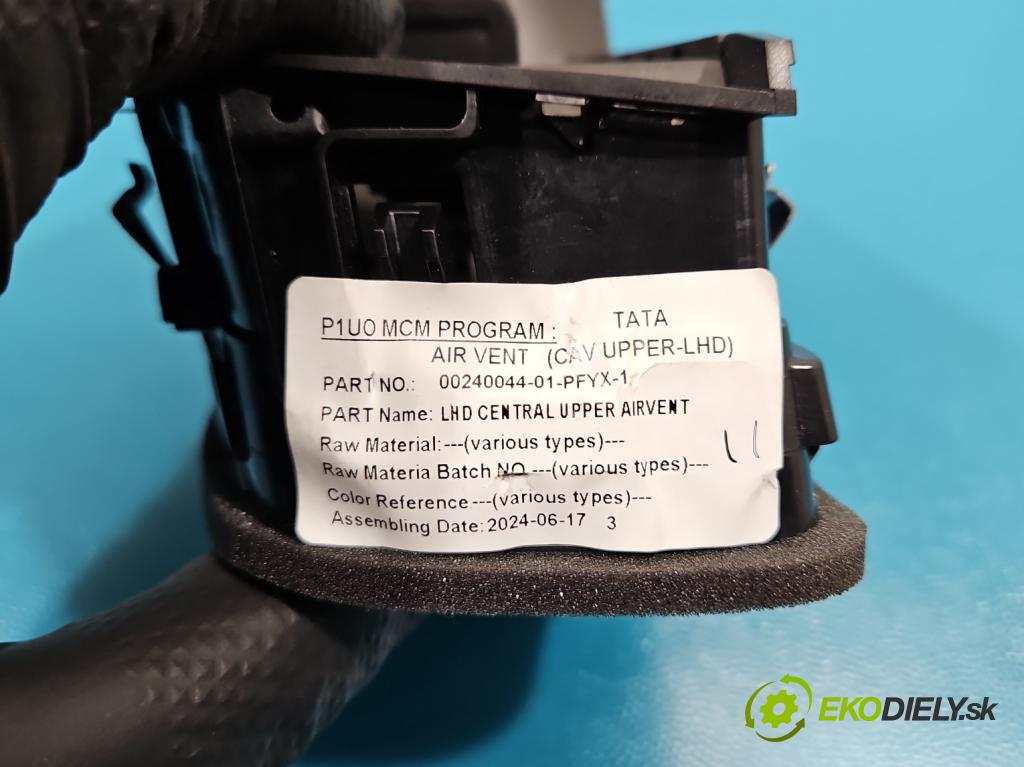 P1U0 MCM PROGRAM : TATA
AIR VENT (CAV UPPER-LHD)
PART NO.: 00240044-01-PFYX-1
PART Name: LHD CENTRAL UPPER AIRVENT
Raw Material:---(various types)---
Raw Materia Batch NO ---(various types)---
Color Reference ---(various types)---
Assembling Date: 2024-06-17 3
EKODIELY.sk